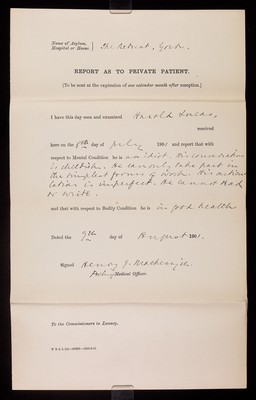 Name of Asylum,
Hospital or House
The Retreat, York.
REPORT AS TO PRIVATE PATIENT.
[To be sent at the expiration of one calendar month after reception.]
I have this day seen and examined Harold Lucas,
received
here on the day of July 1901 and report that with
respect to Mental Condition he is an idiot. His conversation
is childish. He can only take part in
the simplest forms of work. His
is imperfect. He cannot read
or write.
and that with respect to Bodily Condition he is in good health
Dated the 9th day of August 1901.
Signed Henry J. Mackenzie
Acting Medical Officer.
To the Commissioners in Lunacy.